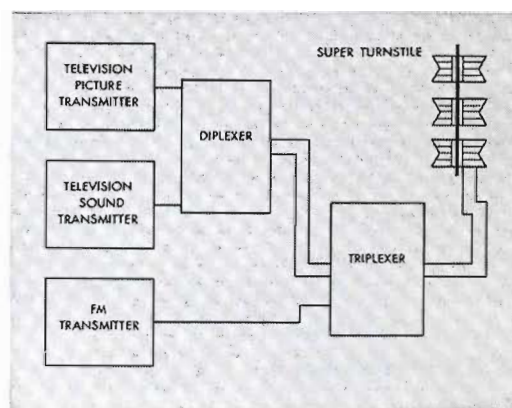 TELEVISION
PICTURE
TRANSMITTER
DIPLEXER
SUPER TURNSTILE
TELEVISION
SOUND
TRANSMITTER
TRIPLEXER
FM
TRANSMITTER